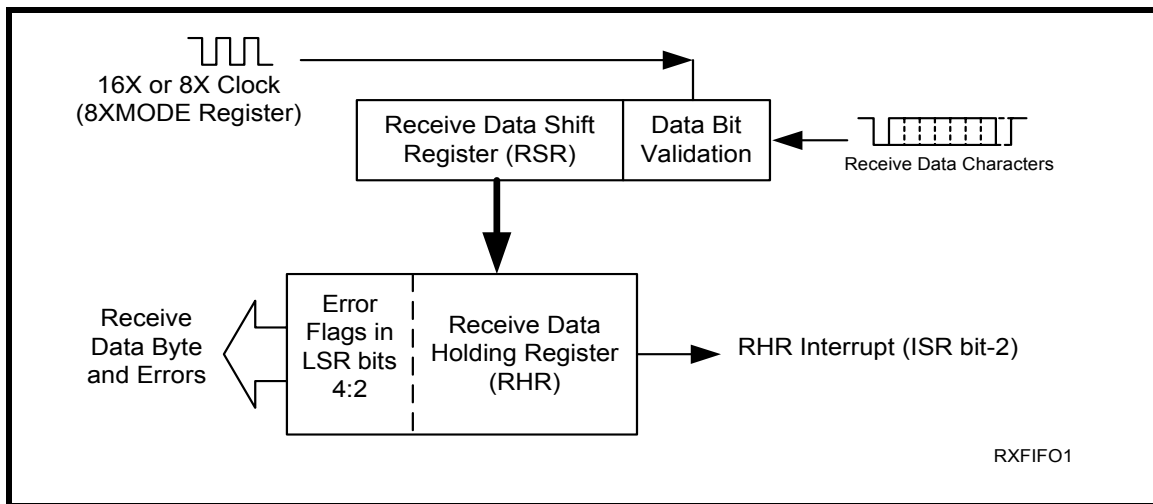 16X or 8X Clock
(8XMODE Register)
Receive Data Shift
Register (RSR)
Data Bit
Validation
Receive Data Characters
Receive
Data Byte
and Errors
Error
Flags in
LSR bits
4:2
Receive Data
Holding Register
(RHR)
RHR Interrupt (ISR bit-2)
RXFIFO1